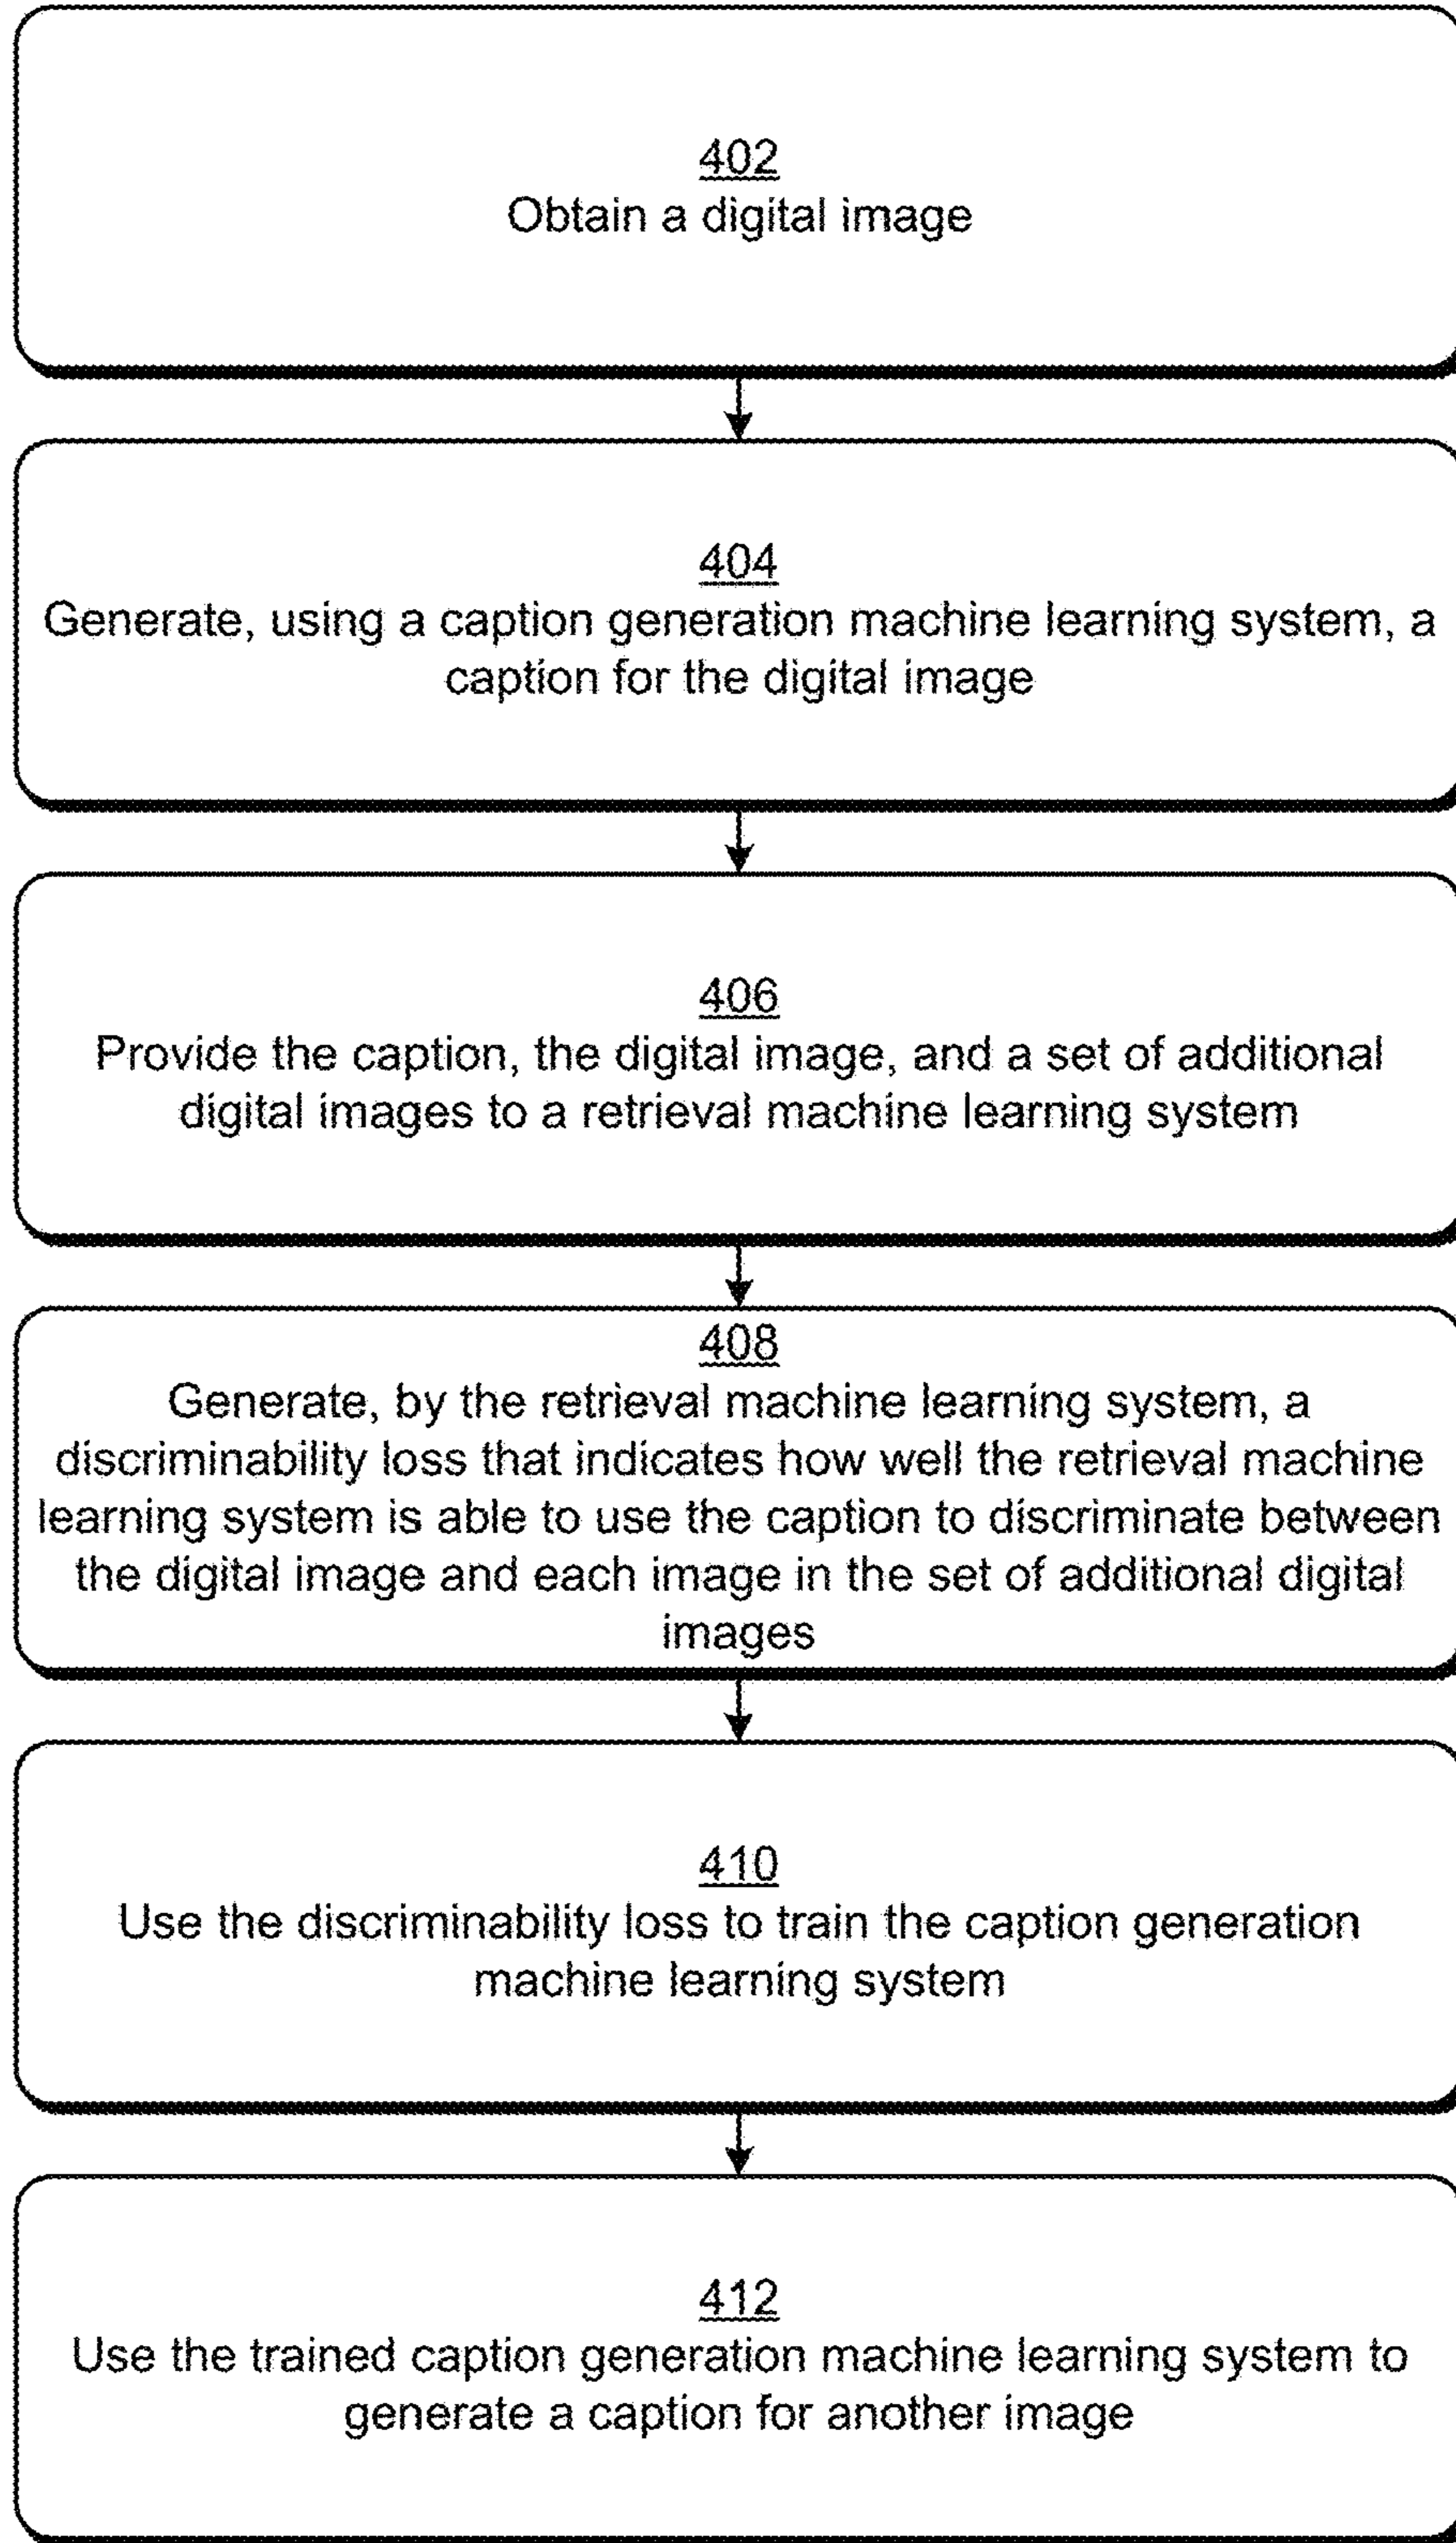 402
Obtain a digital image
404
Generate, using a caption generation machine learning system, a
caption for the digital image
406
Provide the caption, the digital image, and a set of additional
digital images to a retrieval machine learning system
408
Generate, by the retrieval machine learning system, a
discriminability loss that indicates how well the retrieval machine
learning system is able to use the caption to discriminate between
the digital image and each image in the set of additional digital
images
410
Use the discriminability loss to train the caption generation
machine learning system
412
Use the trained caption generation machine learning system to
generate a caption for another image